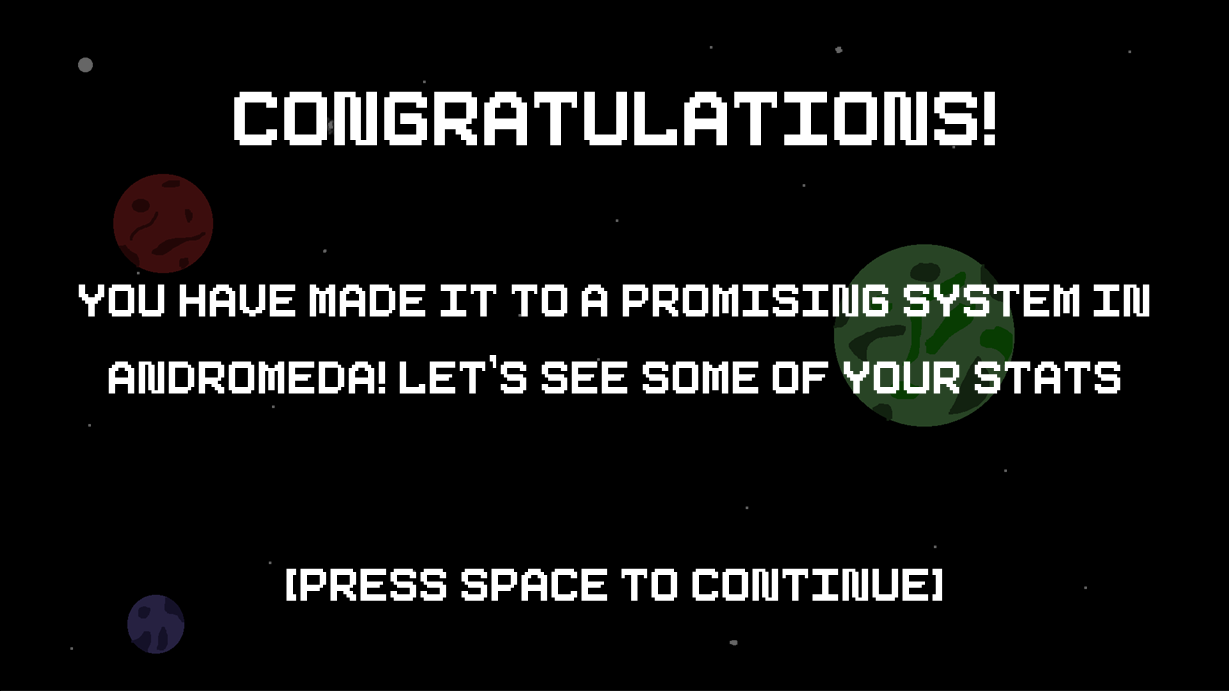 CONGRATULATIONS!
YOU HAVE MADE IT TO A PROMISING SYSTEM IN
ANDROMEDA! LET'S SEE SOME OF YOUR STATS
[PRESS SPACE TO CONTINUE]